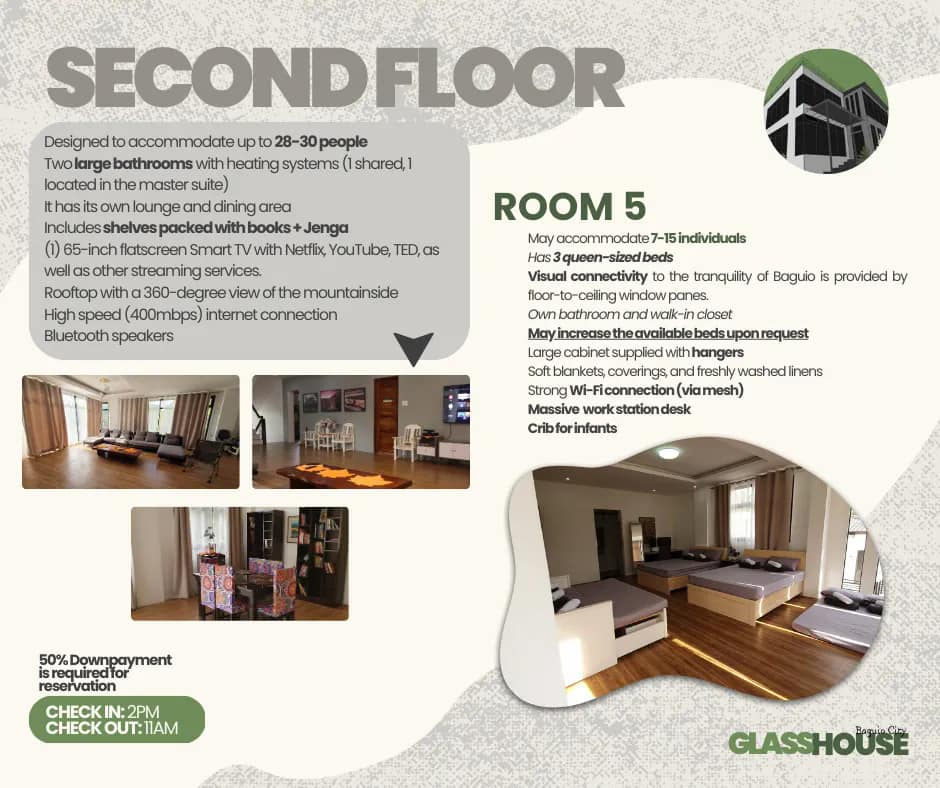 SECOND FLOOR
Designed to accommodate up to 28-30 people
Two large bathrooms with heating systems (1 shared, 1
located in the master suite)
It has its own lounge and dining area
Includes shelves packed with books + Jenga
(1) 65-inch flatscreen Smart TV with Netflix, YouTube, TED, as
well as other streaming services.
Rooftop with a 360-degree view of the mountainside
High speed (400mbps) internet connection
Bluetooth speakers
ROOM 5
May accommodate 7-15 individuals
Has 3 queen-sized beds
Visual connectivity to the tranquility of Baguio is provided by
floor-to-ceiling window panes.
Own bathroom and walk-in closet
May increase the available beds upon request
Large cabinet supplied with hangers
Soft blankets, coverings, and freshly washed linens
Strong Wi-Fi connection (via mesh)
Massive work station desk
Crib for infants
50% Downpayment
is required for
reservation
CHECK IN: 2PM
CHECK OUT: 11AM
Baguio City
GLASSHOUSE